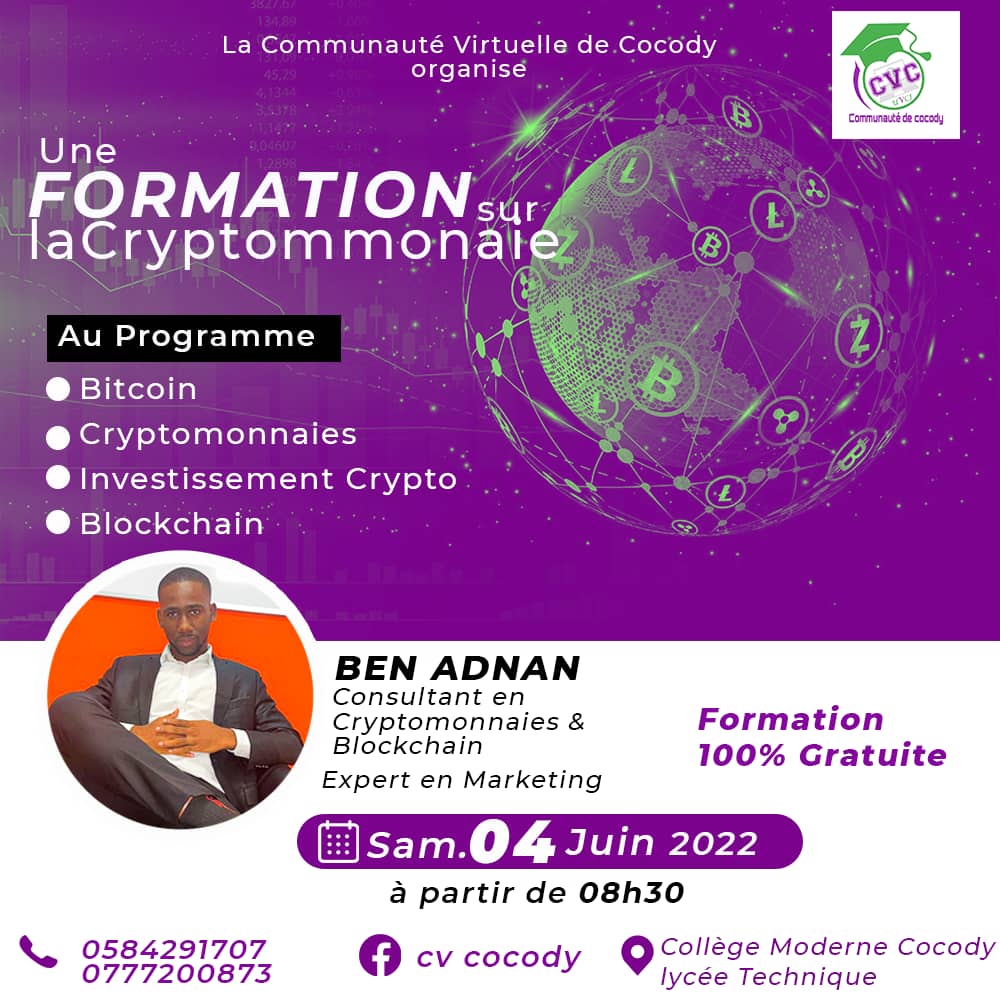 La Communauté Virtuelle de Cocody
organise
CVC
UVCI
Communauté de cocody
Une
FORMATION sur
laCryptommonaie
Au Programme
Bitcoin
Cryptomonnaies
Investissement Crypto
Blockchain
BEN ADNAN
Consultant en
Cryptomonnaies &
Blockchain
Expert en Marketing
Formation
100% Gratuite
Sam. 04 Juin 2022
à partir de 08h30
0584291707
0777200873
cv cocody
Collège Moderne Cocody
lycée Technique